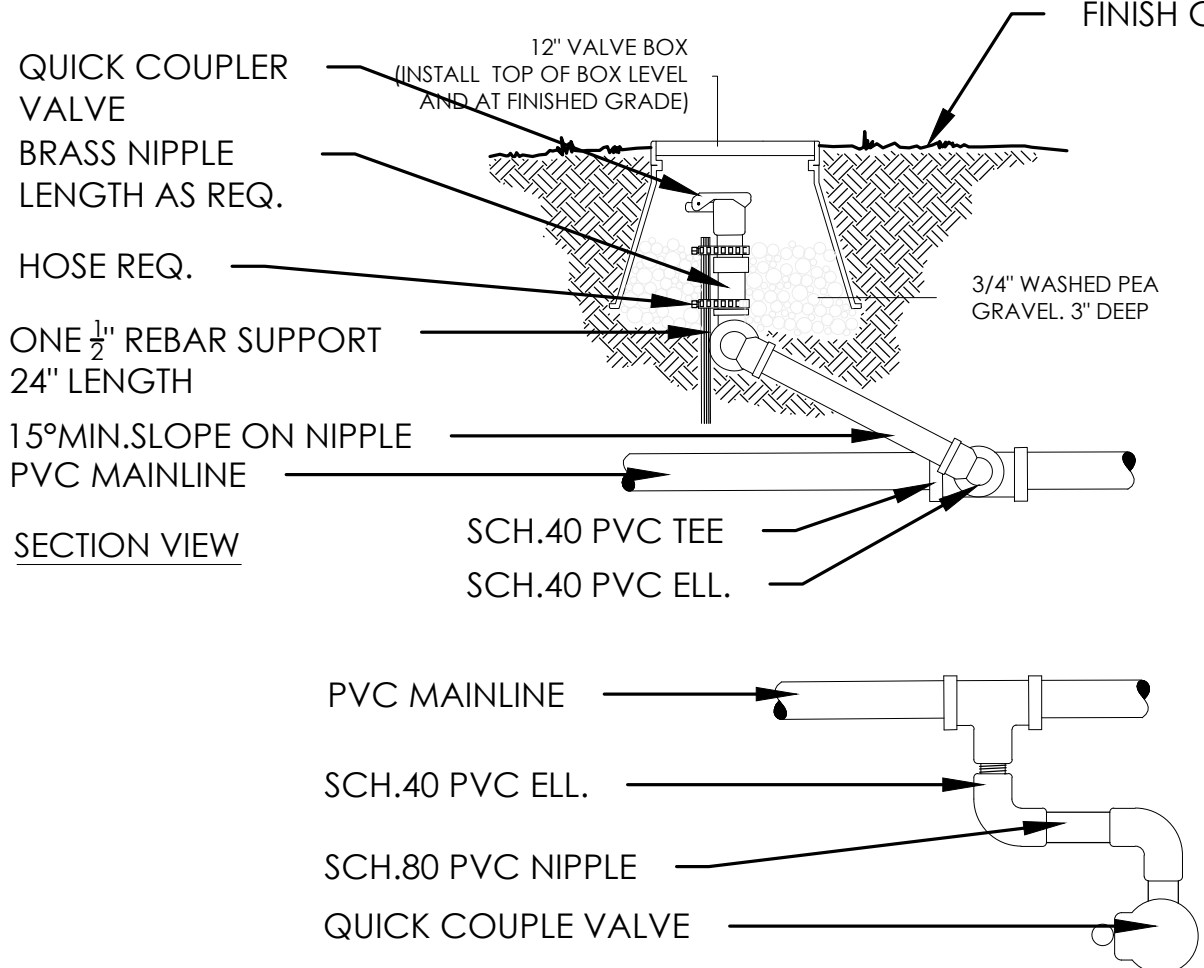 FINISH
12" VALVE BOX
(INSTALL TOP OF BOX LEVEL
AND AT FINISHED GRADE)
QUICK COUPLER
VALVE
BRASS NIPPLE
LENGTH AS REQ.
HOSE REQ.
3/4" WASHED PEA
GRAVEL. 3" DEEP
ONE 1/2" REBAR SUPPORT
24" LENGTH
15°MIN.SLOPE ON NIPPLE
PVC MAINLINE
SCH.40 PVC TEE
SECTION VIEW
SCH.40 PVC ELL.
PVC MAINLINE
SCH.40 PVC ELL.
SCH.80 PVC NIPPLE
QUICK COUPLE VALVE